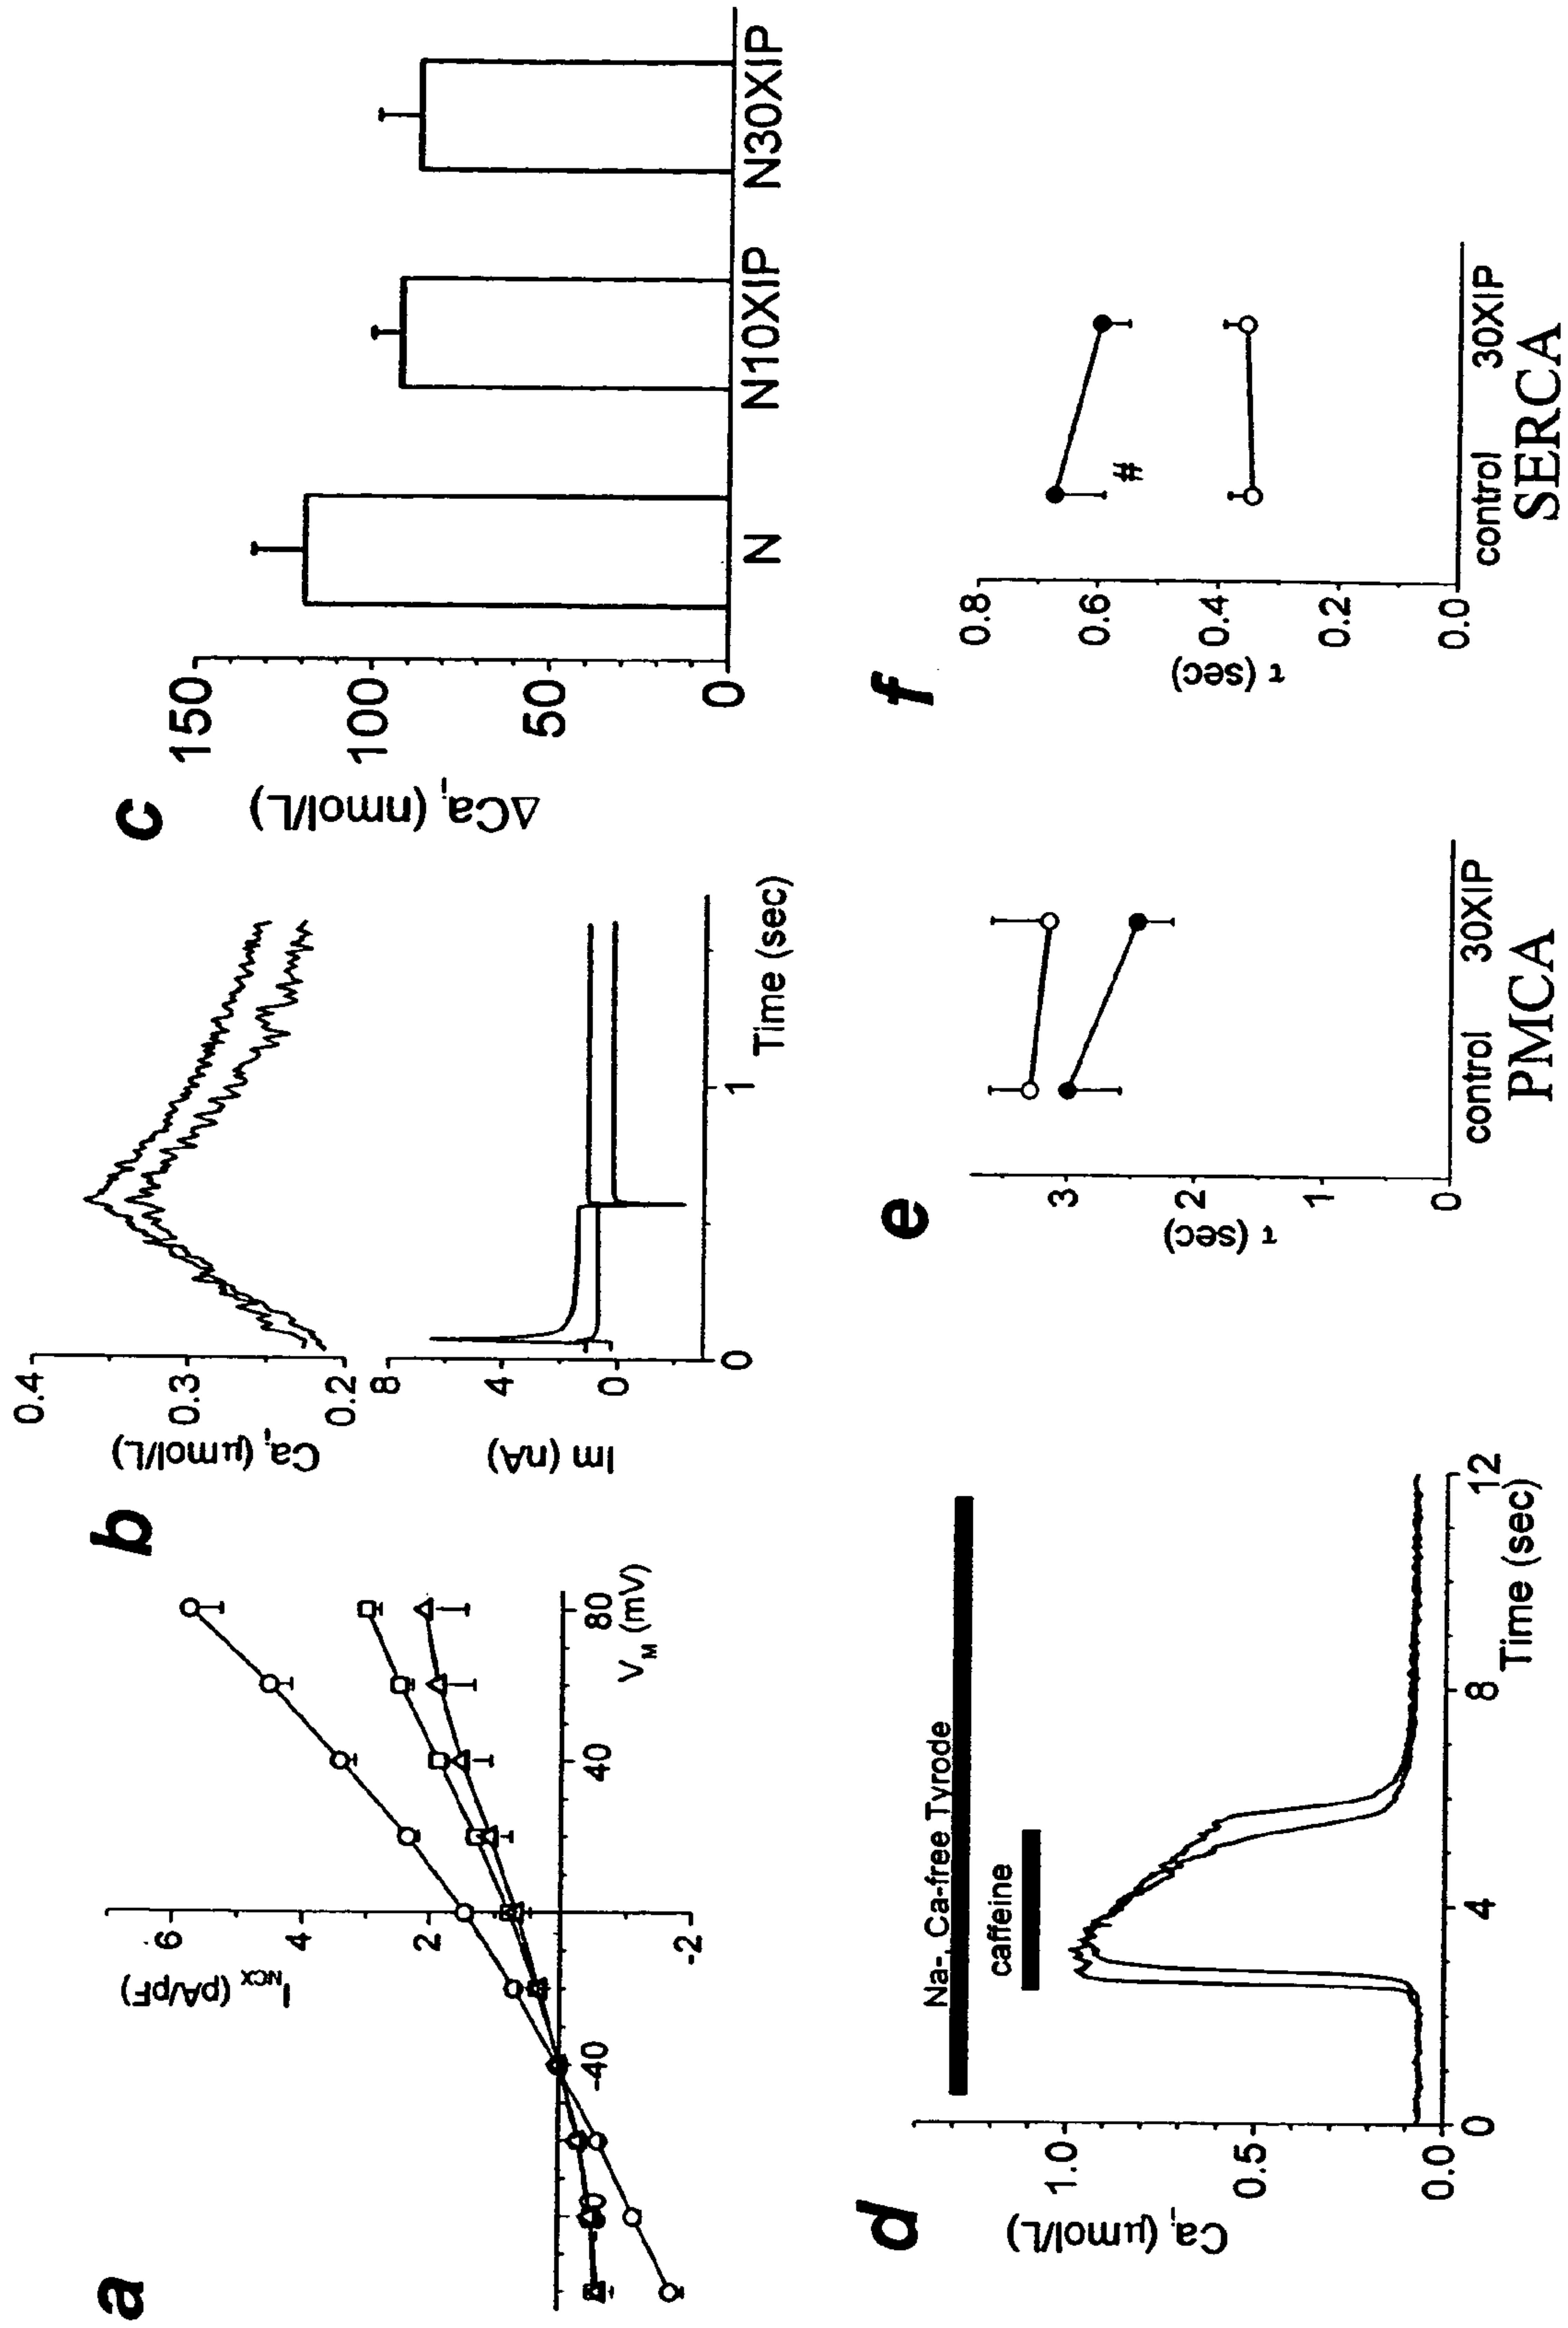 a
I NCX (pA/pF)
6
4
2
-2
-40
40
80
V M (mV)
b
Ca i (μmol/L)
0.4
0.3
0.2
Im (nA)
8
4
0
0
1
Time (sec)
c
ΔCa i (nmol/L)
150
100
50
0
N
N10XIP
N30XIP
d
Ca i (μmol/L)
1.0
0.5
0.0
Na-, Ca-free Tyrode
caffeine
0
4
8
12
Time (sec)
e
τ (sec)
3
2
1
0
control
30XIP
PMCA
f
τ (sec)
0.8
0.6
0.4
0.2
0.0
#
control
30XIP
SERCA